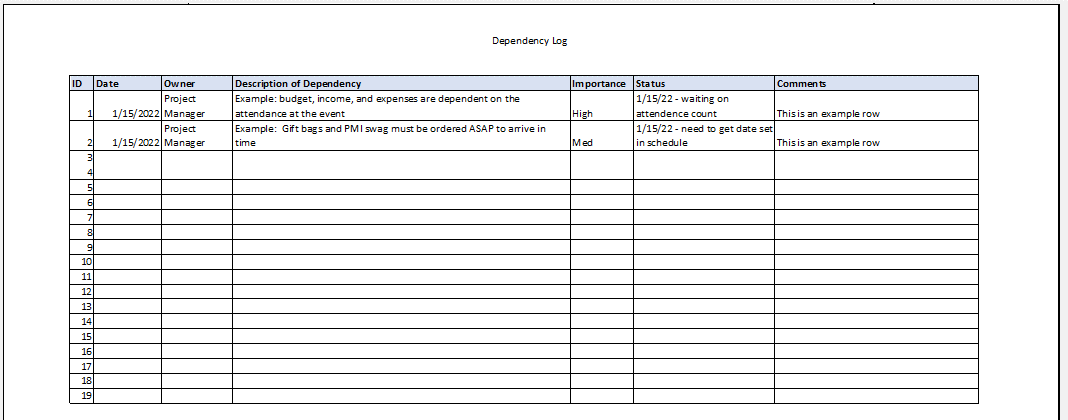 Dependency Log
ID Date Owner Description of Dependency Importance Status Comments
Project Example: budget, income, and expenses are dependent on the 1/15/22 - waiting on
1 1/15/2022 Manager attendance at the event High attendence count This is an example row
Project Example: Gift bags and PMI swag must be ordered ASAP to arrive in 1/15/22 - need to get date set
2 1/15/2022 Manager time Med in schedule This is an example row
3
4
5
6
7
8
9
10
11
12
13
14
15
16
17
18
19